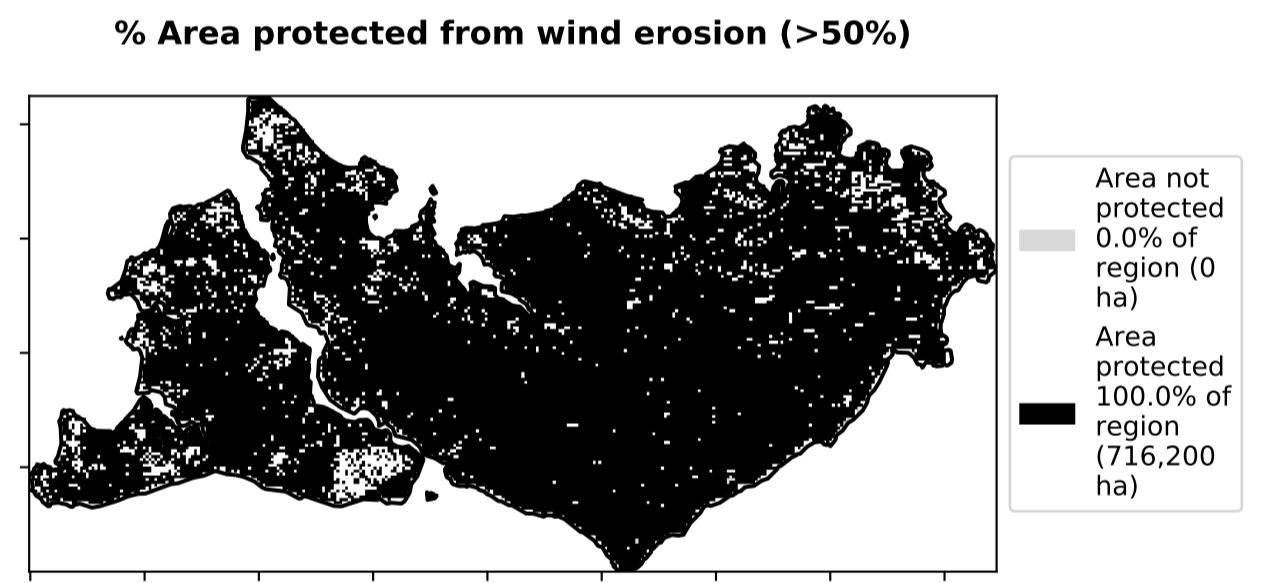 % Area protected from wind erosion (>50%)
Area not
protected
0.0% of
region (0
ha)
Area
protected
100.0% of
region
(716,200
ha)